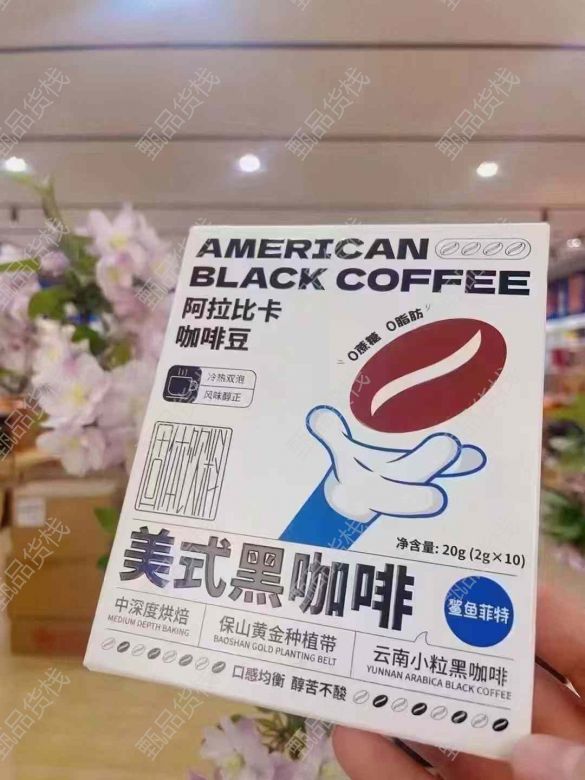 AMERICAN
BLACK COFFEE
阿拉比卡
咖啡豆
0蔗糖 0脂肪
冷热双泡
风味醇正
固体饮料
净含量: 20g (2g×10)
美式黑咖啡
鲨鱼菲特
中深度烘焙
MEDIUM DEPTH BAKING
保山黄金种植带
BAOSHAN GOLD PLANTING BELT
云南小粒黑咖啡
YUNNAN ARABICA BLACK COFFEE
口感均衡 醇苦不酸
甄品货栈